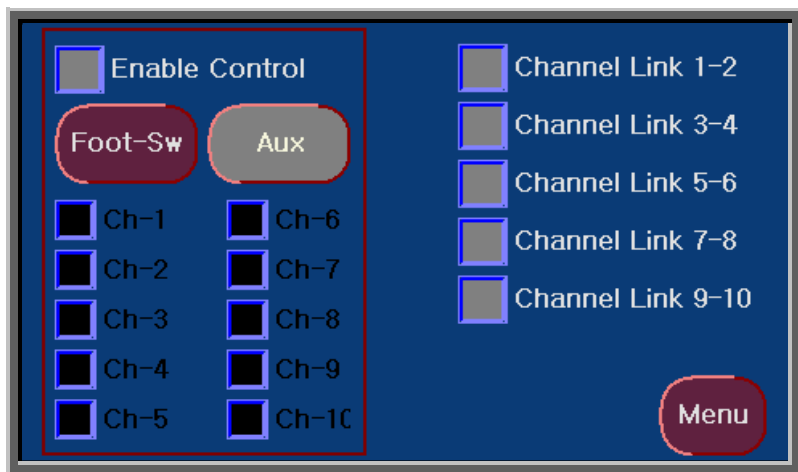 Enable Control
Foot-Sw
Aux
Ch-1
Ch-6
Ch-2
Ch-7
Ch-3
Ch-8
Ch-4
Ch-9
Ch-5
Ch-10
Channel Link 1-2
Channel Link 3-4
Channel Link 5-6
Channel Link 7-8
Channel Link 9-10
Menu